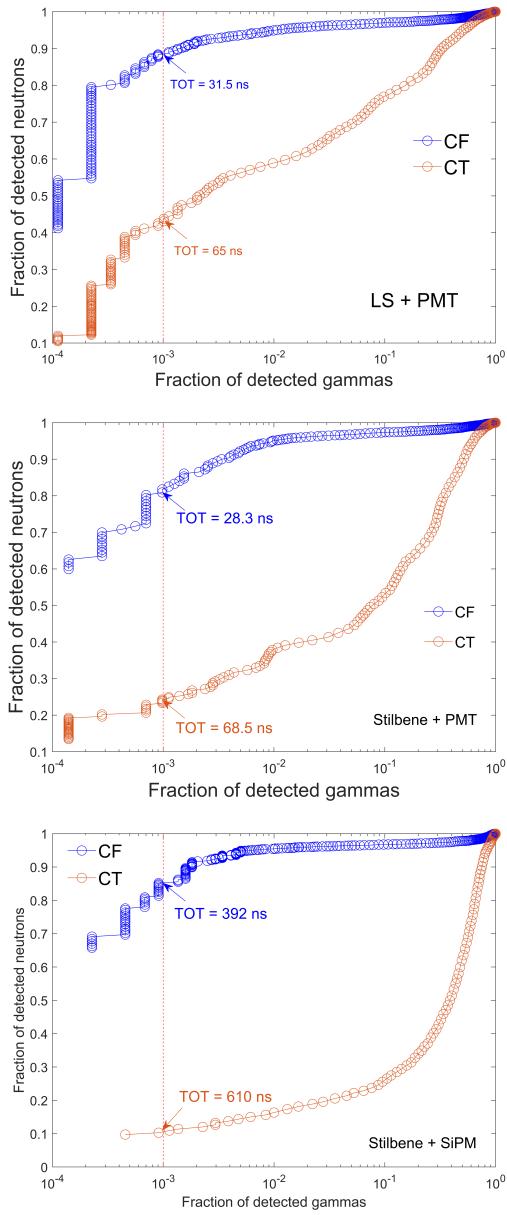 1
0.9
0.8
0.7
0.6
0.5
0.4
0.3
0.2
0.1
Fraction of detected neutrons
TOT = 31.5 ns
CF
CT
TOT = 65 ns
LS + PMT
10-4 10-3 10-2 10-1 100
Fraction of detected gammas
1
0.9
0.8
0.7
0.6
0.5
0.4
0.3
0.2
0.1
Fraction of detected neutrons
TOT = 28.3 ns
CF
CT
TOT = 68.5 ns
Stilbene + PMT
10-4 10-3 10-2 10-1 100
Fraction of detected gammas
1
0.9
0.8
0.7
0.6
0.5
0.4
0.3
0.2
0.1
0
Fraction of detected neutrons
CF
CT
TOT = 392 ns
TOT = 610 ns
Stilbene + SiPM
10-4 10-3 10-2 10-1 100
Fraction of detected gammas